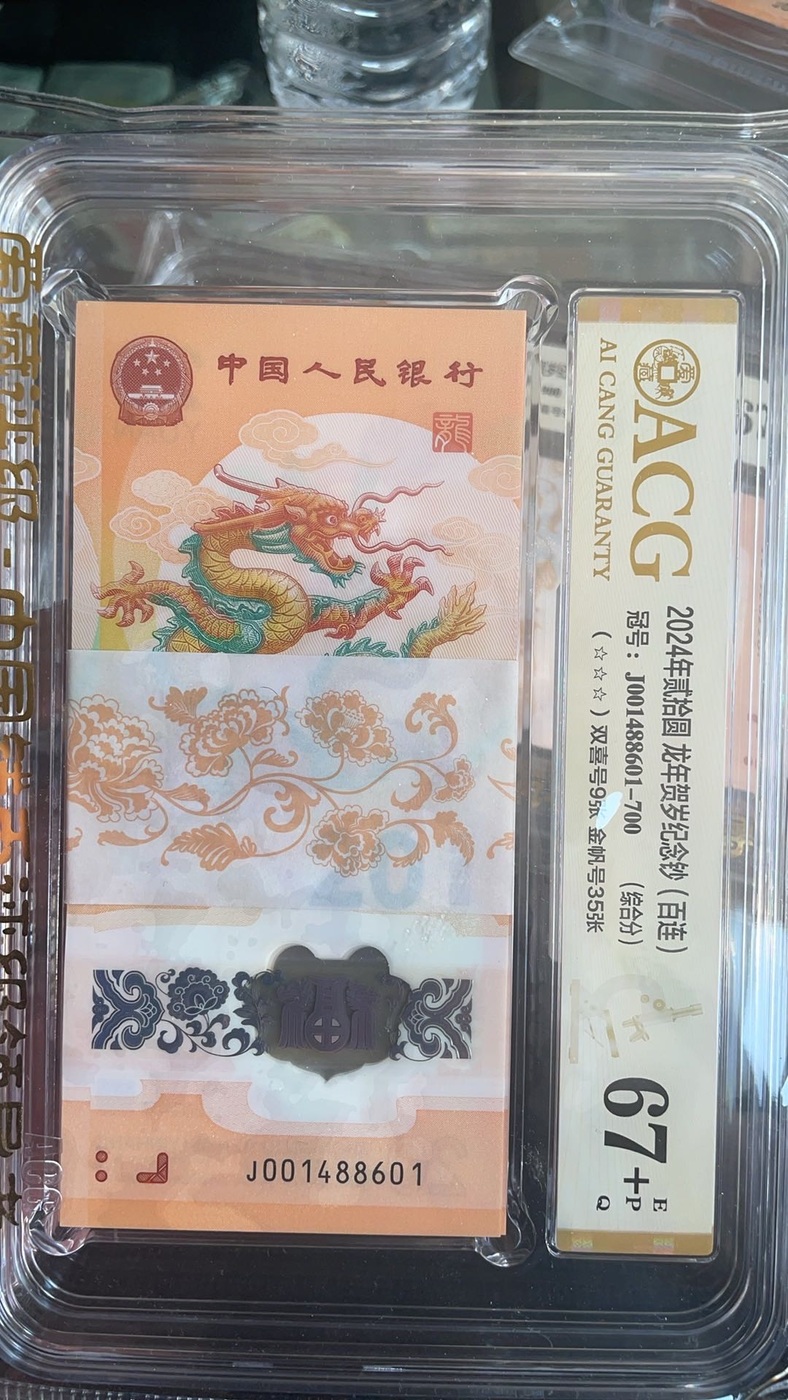 中国人民银行
龍
J001488601
ACG
AI CANG GUARANTY
2024年贰拾圆 龙年贺岁纪念钞（百连）
冠号：J001488601-700 （综合分）
（☆☆☆）双喜号9张 金帆号35张
67+
E
P
Q